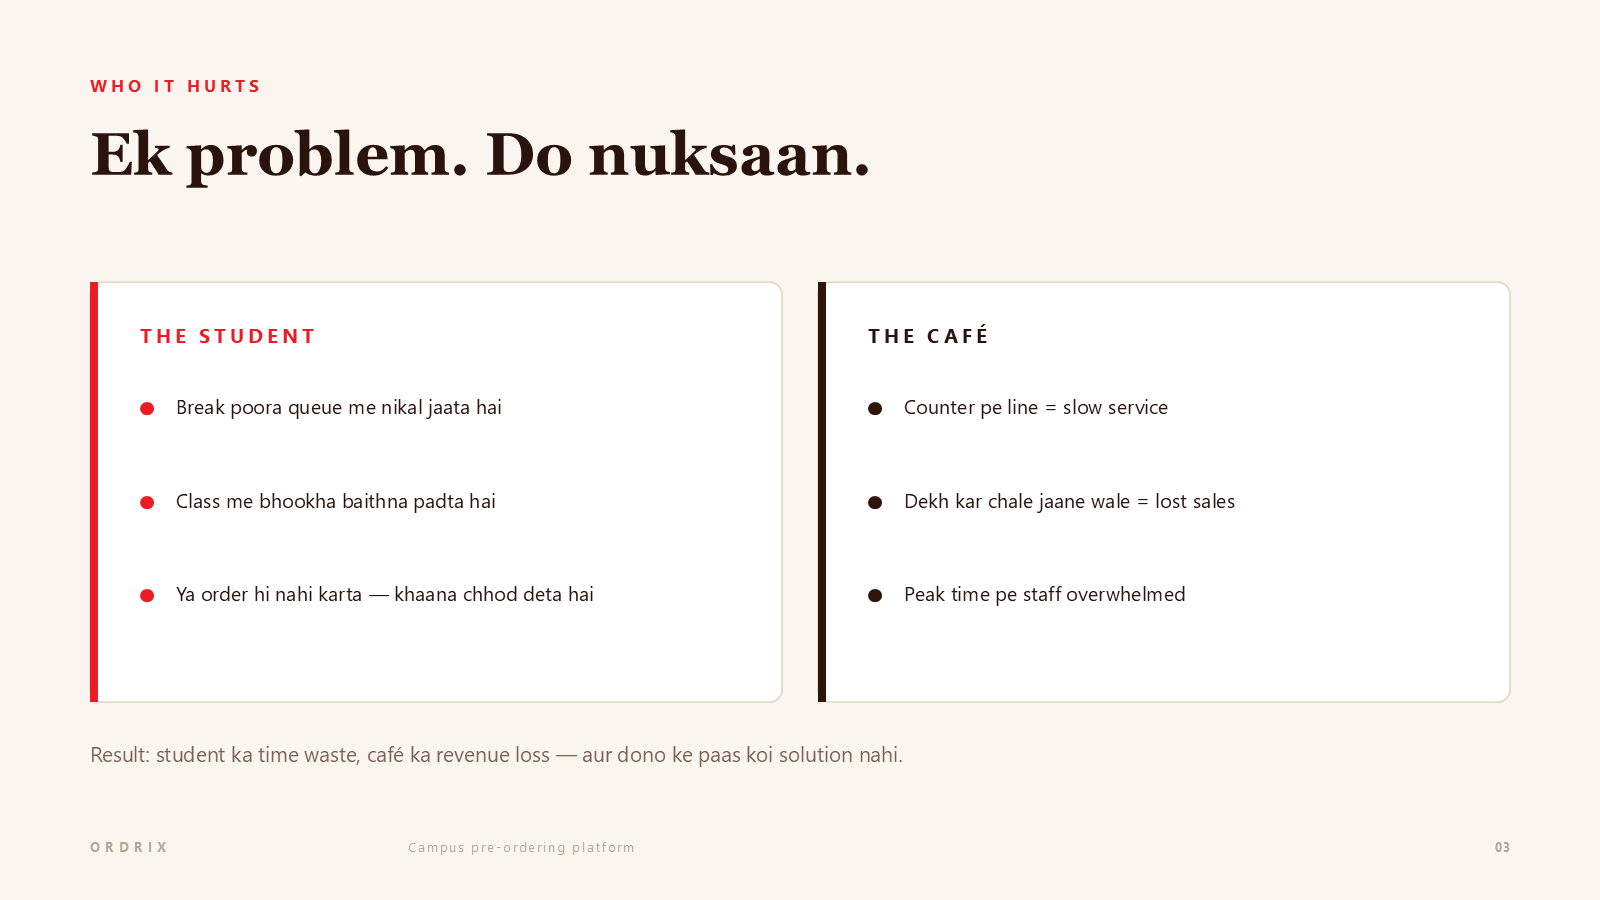 WHO IT HURTS
Ek problem. Do nuksaan.
THE STUDENT
Break poora queue me nikal jaata hai
Class me bhookha baithna padta hai
Ya order hi nahi karta — khaana chhod deta hai
THE CAFÉ
Counter pe line = slow service
Dekh kar chale jaane wale = lost sales
Peak time pe staff overwhelmed
Result: student ka time waste, café ka revenue loss — aur dono ke paas koi solution nahi.
ORDRIX
Campus pre-ordering platform
03